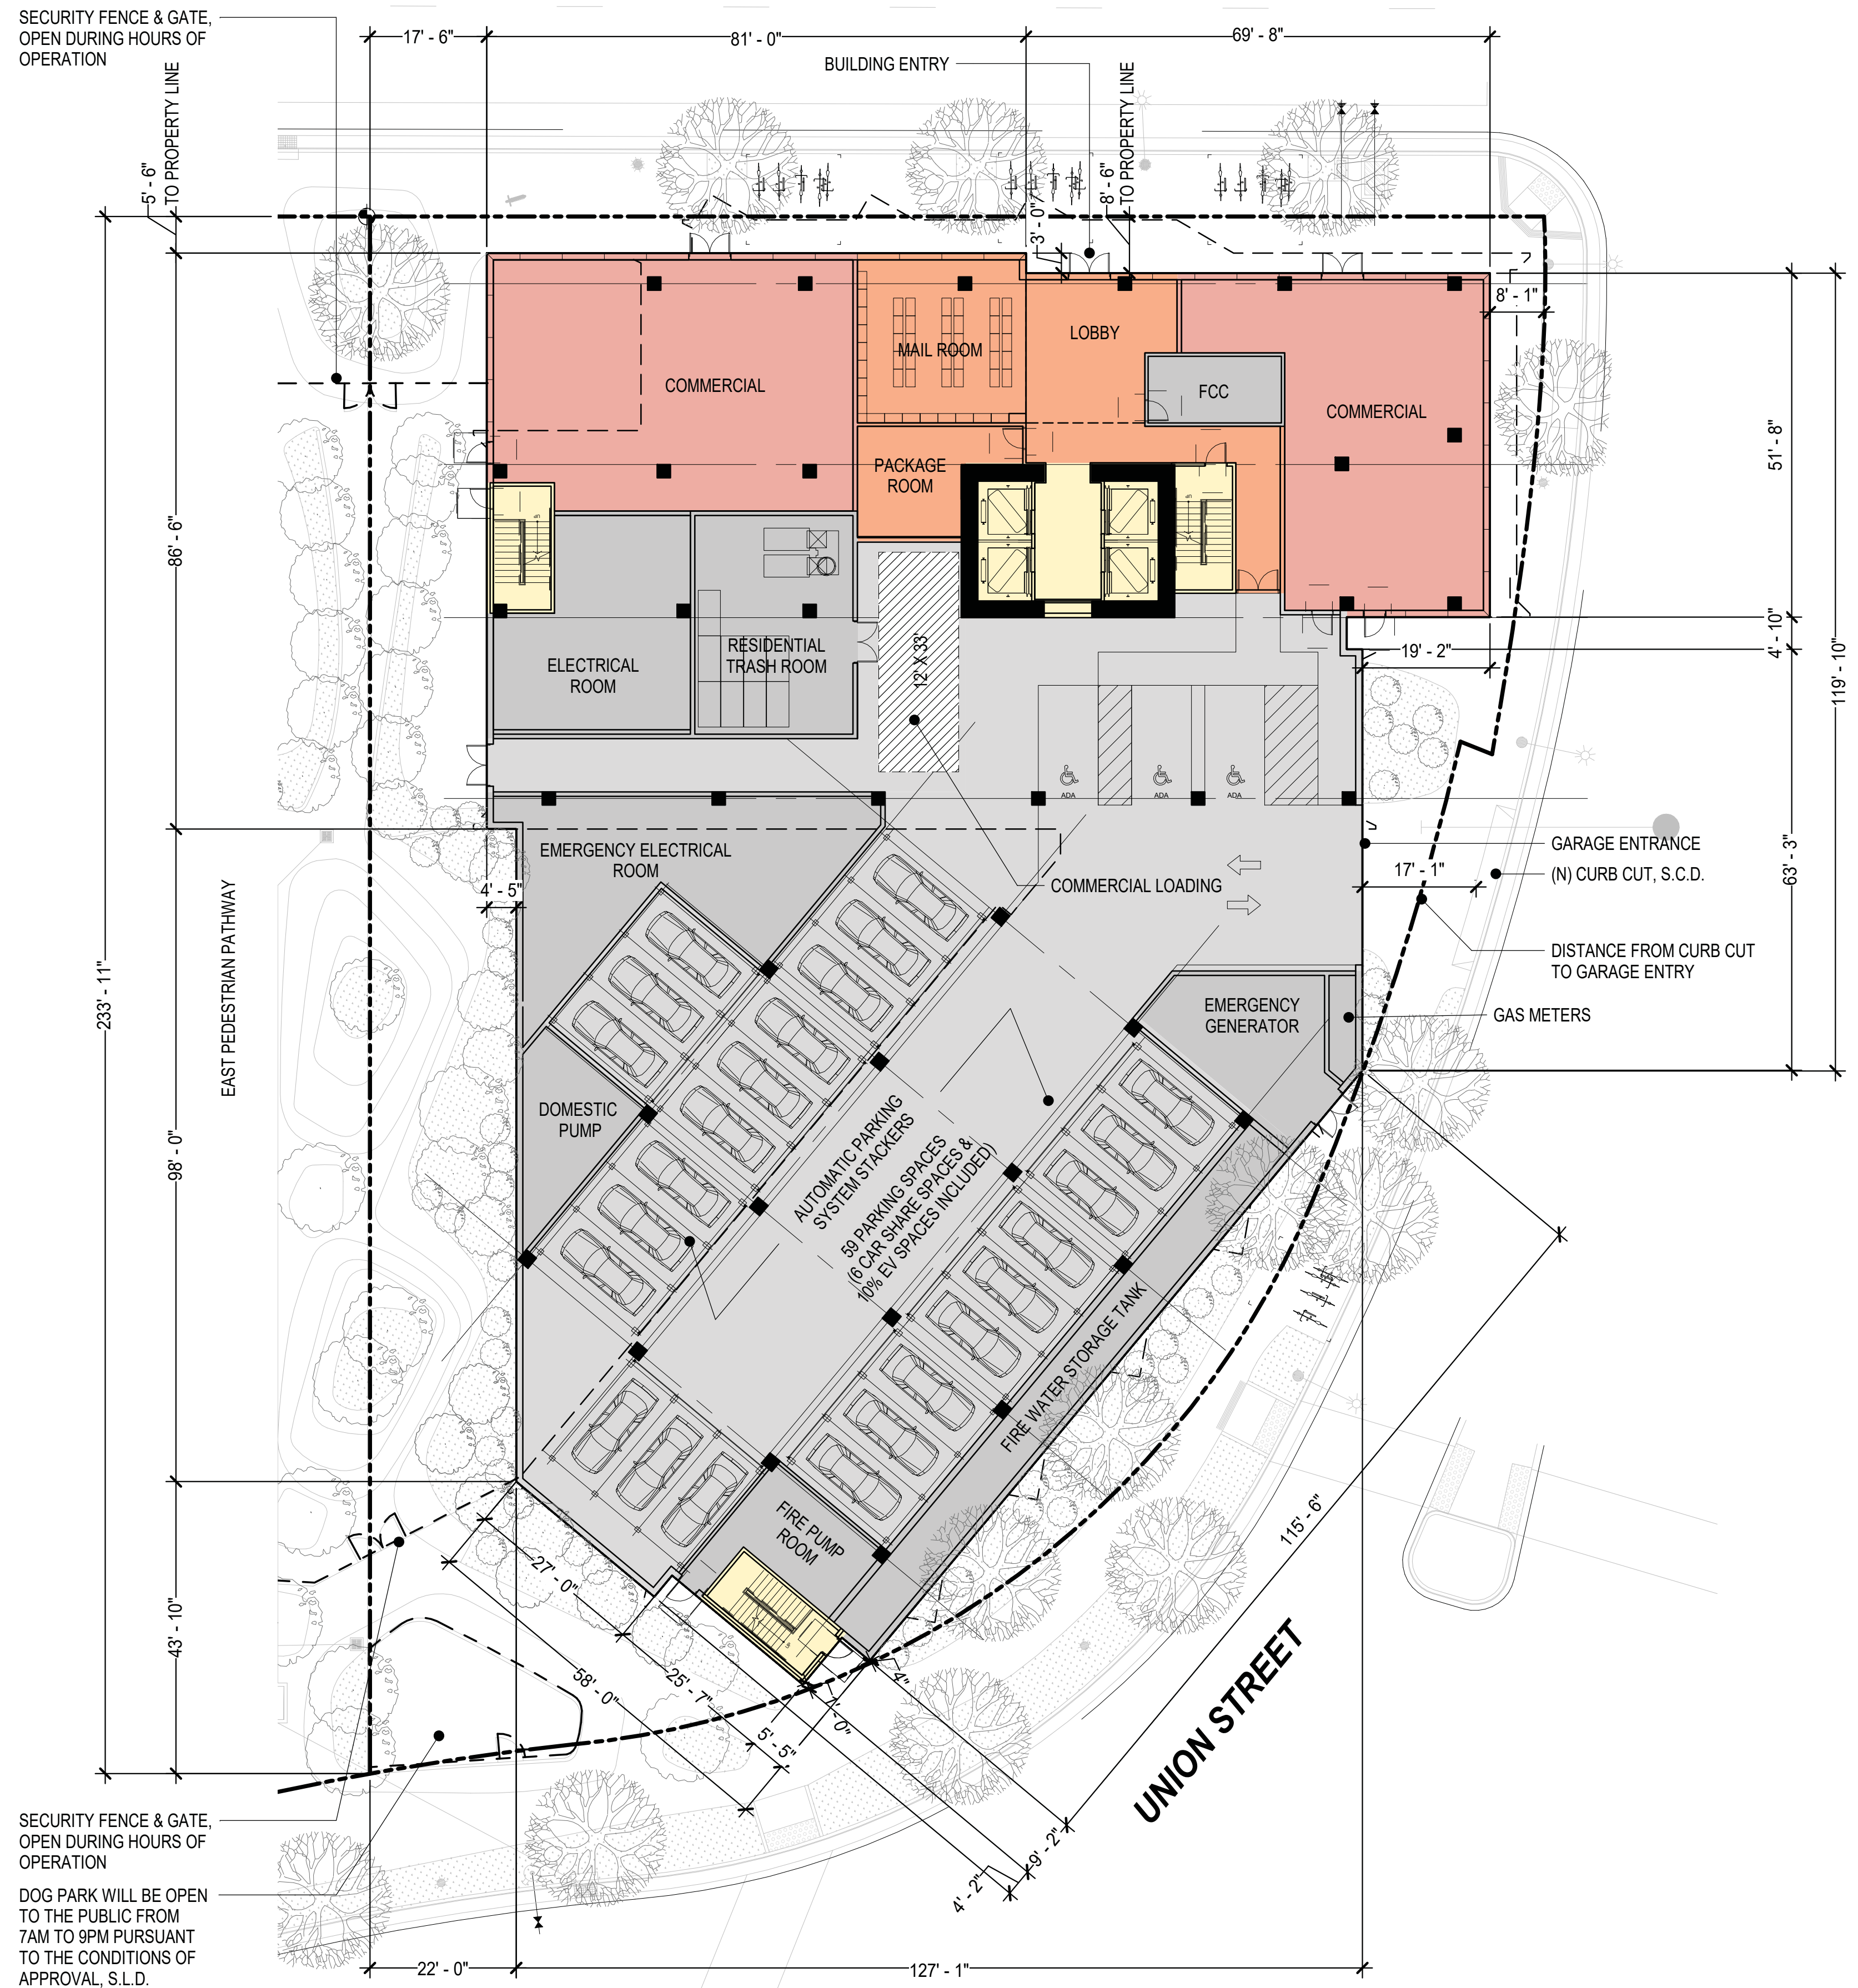 SECURITY FENCE & GATE,
OPEN DURING HOURS OF
OPERATION
17' - 6"
81' - 0"
69' - 8"
BUILDING ENTRY
TO PROPERTY LINE
5' - 6"
TO PROPERTY LINE
8' - 6"
3' - 0"
8' - 1"
LOBBY
MAIL ROOM
COMMERCIAL
FCC
COMMERCIAL
PACKAGE
ROOM
51' - 8"
86' - 6"
UP
UP
4' - 10"
119' - 10"
19' - 2"
RESIDENTIAL
TRASH ROOM
ELECTRICAL
ROOM
12' X 33'
ADA
ADA
ADA
EMERGENCY ELECTRICAL
ROOM
4' - 5"
COMMERCIAL LOADING
GARAGE ENTRANCE
17' - 1"
(N) CURB CUT, S.C.D.
63' - 3"
DISTANCE FROM CURB CUT
TO GARAGE ENTRY
EAST PEDESTRIAN PATHWAY
233' - 11"
EMERGENCY
GENERATOR
GAS METERS
DOMESTIC
PUMP
98' - 0"
AUTOMATIC PARKING
SYSTEM STACKERS
59 PARKING SPACES
(6 CAR SHARE SPACES &
10% EV SPACES INCLUDED)
FIRE WATER STORAGE TANK
FIRE PUMP
ROOM
115' - 6"
27' - 0"
43' - 10"
58' - 0"
25' - 7"
5' - 5"
UNION STREET
9' - 2"
4' - 2"
SECURITY FENCE & GATE,
OPEN DURING HOURS OF
OPERATION
DOG PARK WILL BE OPEN
TO THE PUBLIC FROM
7AM TO 9PM PURSUANT
TO THE CONDITIONS OF
APPROVAL, S.L.D.
22' - 0"
127' - 1"